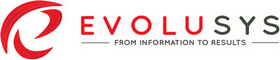 EVOLUSYS
FROM INFORMATION TO RESULTS